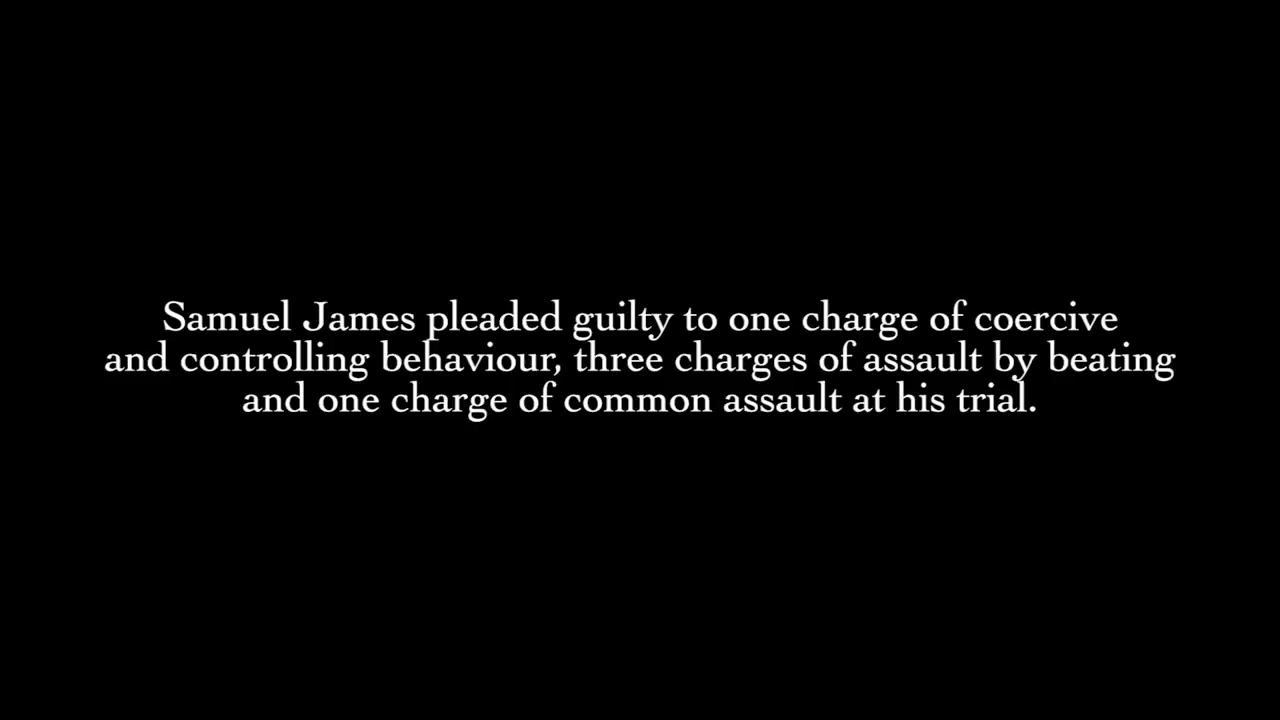 Samuel James pleaded guilty to one charge of coercive
and controlling behaviour, three charges of assault by beating
and one charge of common assault at his trial.